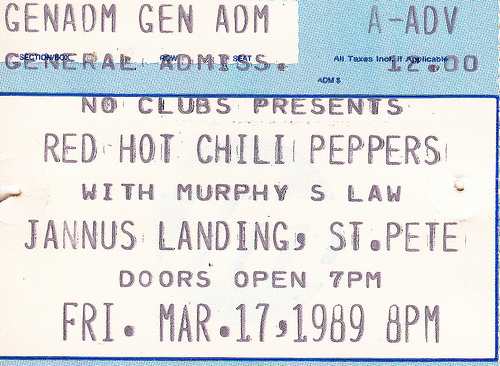 GENADM GEN ADM A-ADV
SECTION/BOX ROW SEAT All Taxes Incl. If Applicable
GENERAL ADMISS. 12.00
ADM $
NO CLUBS PRESENTS
RED HOT CHILI PEPPERS
WITH MURPHY S LAW
JANNUS LANDING, ST.PETE
DOORS OPEN 7PM
FRI. MAR.17,1989 8PM